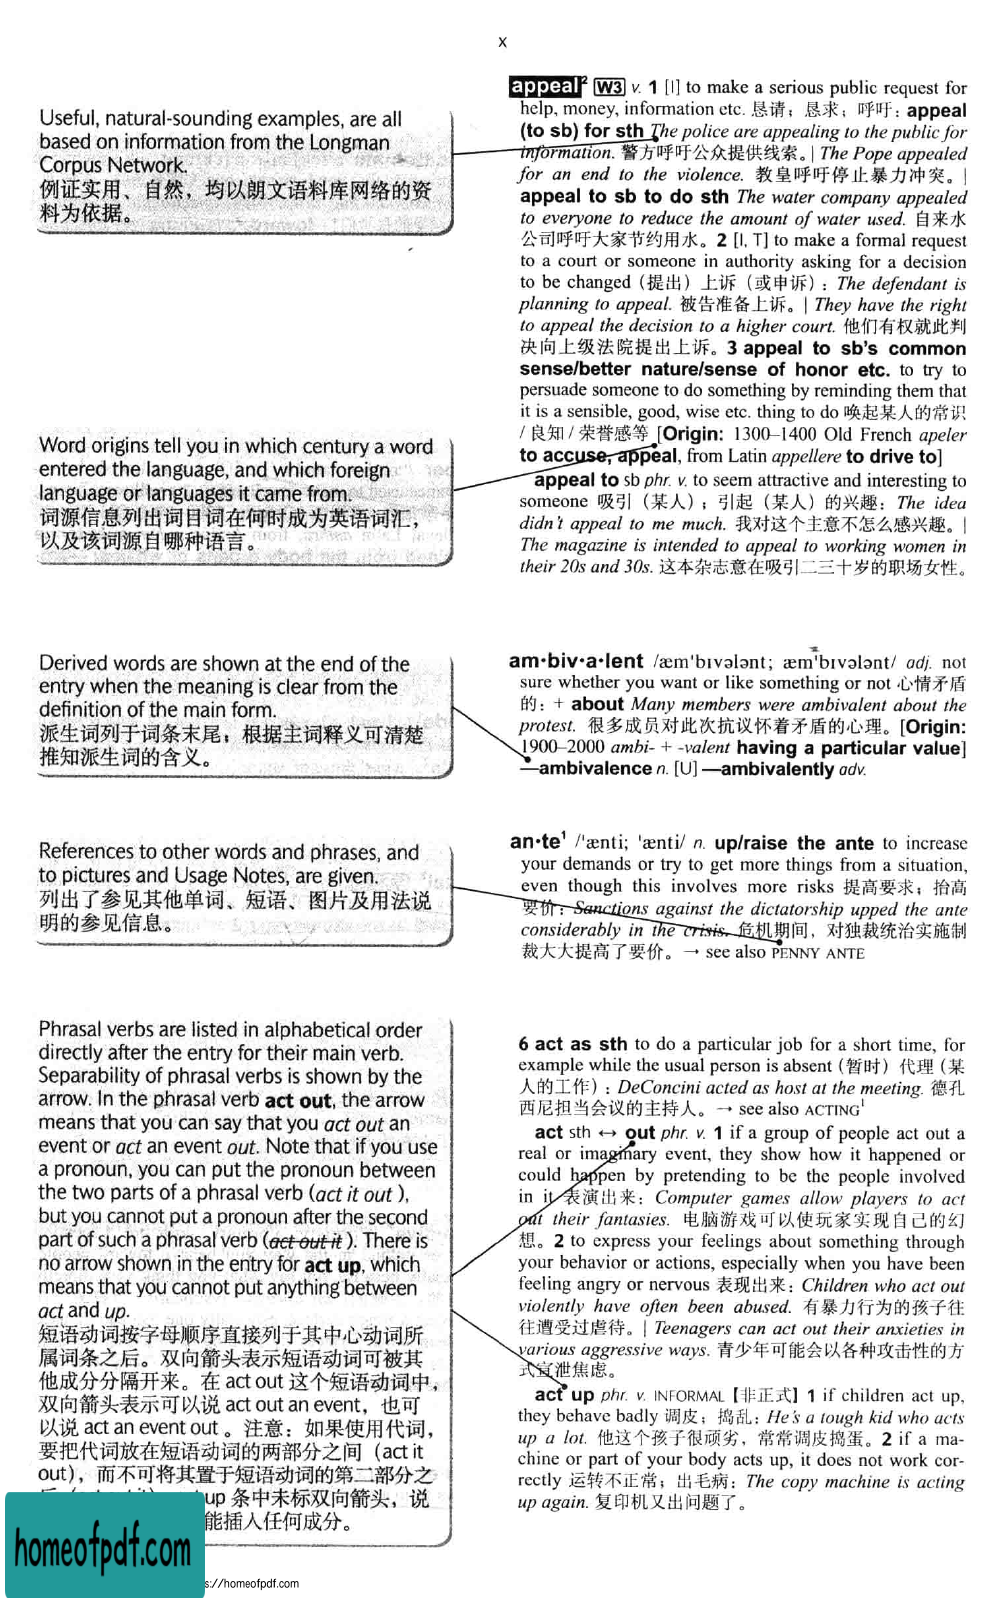 x
Useful, natural-sounding examples, are all
based on information from the Longman
Corpus Network.
例证实用、自然，均以朗文语料库网络的资
料为依据。
Word origins tell you in which century a word
entered the language, and which foreign
language or languages it came from.
词源信息列出词目词在何时成为英语词汇，
以及该词源自哪种语言。
Derived words are shown at the end of the
entry when the meaning is clear from the
definition of the main form.
派生词列于词条末尾，根据主词释义可清楚
推知派生词的含义。
References to other words and phrases, and
to pictures and Usage Notes, are given.
列出了参见其他单词、短语、图片及用法说
明的参见信息。
Phrasal verbs are listed in alphabetical order
directly after the entry for their main verb.
Separability of phrasal verbs is shown by the
arrow. In the phrasal verb act out, the arrow
means that you can say that you act out an
event or act an event out. Note that if you use
a pronoun, you can put the pronoun between
the two parts of a phrasal verb (act it out ),
but you cannot put a pronoun after the second
part of such a phrasal verb (act out it ). There is
no arrow shown in the entry for act up, which
means that you cannot put anything between
act and up.
短语动词按字母顺序直接列于其中心动词所
属词条之后。双向箭头表示短语动词可被其
他成分分隔开来。在 act out 这个短语动词中，
双向箭头表示可以说 act out an event，也可
以说 act an event out 。注意：如果使用代词，
要把代词放在短语动词的两部分之间（act it
out），而不可将其置于短语动词的第二部分之
up 条中未标双向箭头，说
能插入任何成分。
appeal² W3 v. 1 [I] to make a serious public request for
help, money, information etc. 恳请；恳求；呼吁：appeal
(to sb) for sth The police are appealing to the public for
information. 警方呼吁公众提供线索。| The Pope appealed
for an end to the violence. 教皇呼吁停止暴力冲突。|
appeal to sb to do sth The water company appealed
to everyone to reduce the amount of water used. 自来水
公司呼吁大家节约用水。2 [I, T] to make a formal request
to a court or someone in authority asking for a decision
to be changed（提出）上诉（或申诉）: The defendant is
planning to appeal. 被告准备上诉。| They have the right
to appeal the decision to a higher court. 他们有权就此判
决向上级法院提出上诉。3 appeal to sb's common
sense/better nature/sense of honor etc. to try to
persuade someone to do something by reminding them that
it is a sensible, good, wise etc. thing to do 唤起某人的常识
/ 良知 / 荣誉感等 [Origin: 1300–1400 Old French apeler
to accuse, appeal, from Latin appellere to drive to]
appeal to sb phr. v. to seem attractive and interesting to
someone 吸引（某人）；引起（某人）的兴趣：The idea
didn't appeal to me much. 我对这个主意不怎么感兴趣。|
The magazine is intended to appeal to working women in
their 20s and 30s. 这本杂志意在吸引二三十岁的职场女性。
am·biv·a·lent /æm'bɪvələnt; æm'bɪvələnt/ adj. not
sure whether you want or like something or not 心情矛盾
的：+ about Many members were ambivalent about the
protest. 很多成员对此次抗议怀着矛盾的心理。[Origin:
1900–2000 ambi- + -valent having a particular value]
—ambivalence n. [U] —ambivalently adv.
an·te¹ /'ænti; 'ænti/ n. up/raise the ante to increase
your demands or try to get more things from a situation,
even though this involves more risks 提高要求；抬高
要价：Sanctions against the dictatorship upped the ante
considerably in the crisis. 危机期间，对独裁统治实施制
裁大大提高了要价。→ see also PENNY ANTE
6 act as sth to do a particular job for a short time, for
example while the usual person is absent（暂时）代理（某
人的工作）: DeConcini acted as host at the meeting. 德孔
西尼担当会议的主持人。→ see also ACTING¹
act sth ↔ out phr. v. 1 if a group of people act out a
real or imaginary event, they show how it happened or
could happen by pretending to be the people involved
in it 表演出来：Computer games allow players to act
out their fantasies. 电脑游戏可以使玩家实现自己的幻
想。2 to express your feelings about something through
your behavior or actions, especially when you have been
feeling angry or nervous 表现出来：Children who act out
violently have often been abused. 有暴力行为的孩子往
往遭受过虐待。| Teenagers can act out their anxieties in
various aggressive ways. 青少年可能会以各种攻击性的方
式宣泄焦虑。
act up phr. v. INFORMAL【非正式】1 if children act up,
they behave badly 调皮；捣乱：He's a tough kid who acts
up a lot. 他这个孩子很顽劣，常常调皮捣蛋。2 if a ma-
chine or part of your body acts up, it does not work cor-
rectly 运转不正常；出毛病：The copy machine is acting
up again. 复印机又出问题了。
homeofpdf.com
s://homeofpdf.com